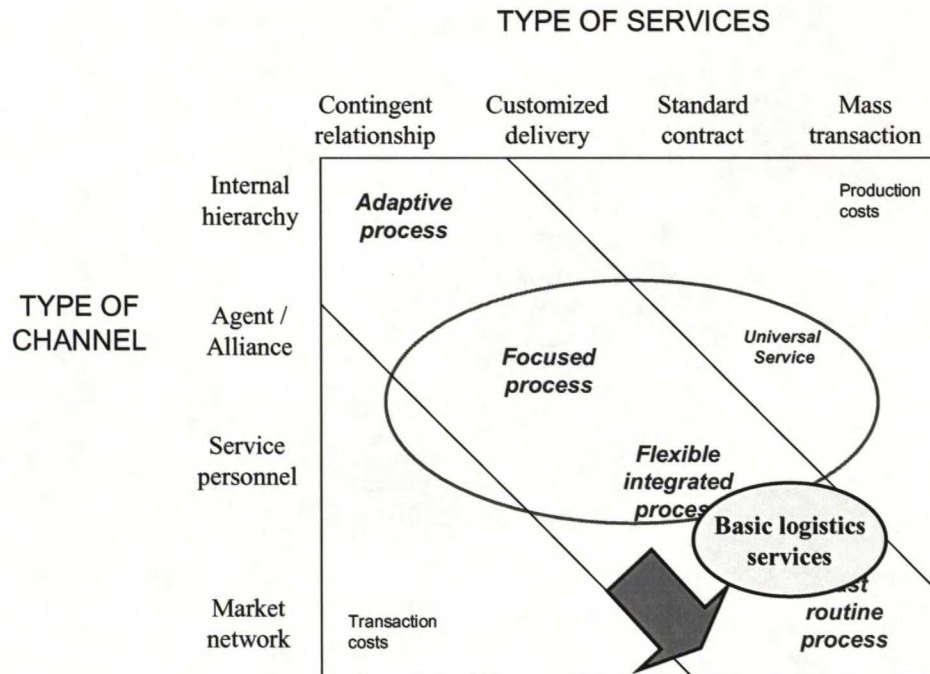 TYPE OF SERVICES
Contingent
relationship
Customized
delivery
Standard
contract
Mass
transaction
Internal
hierarchy
Adaptive
process
Production
costs
TYPE OF
CHANNEL
Agent /
Alliance
Focused
process
Universal
Service
Service
personnel
Flexible
integrated
process
Basic logistics
services
Market
network
Transaction
costs
routine
process